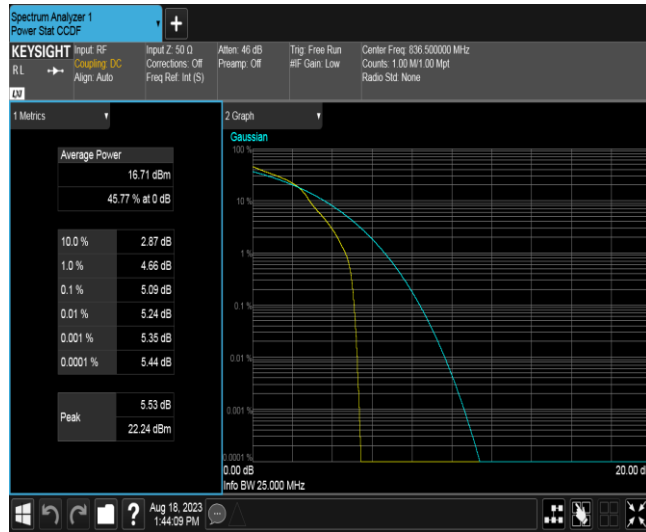 Spectrum Analyzer 1
Power Stat CCDF
+
KEYSIGHT
RL
LXI
Input: RF
Coupling: DC
Align: Auto
Input Z: 50 Ω
Corrections: Off
Freq Ref: Int (S)
Atten: 46 dB
Preamp: Off
Trig: Free Run
#IF Gain: Low
Center Freq: 836.500000 MHz
Counts: 1.00 M/1.00 Mpt
Radio Std: None
1 Metrics
Average Power
16.71 dBm
45.77 % at 0 dB
10.0 % 2.87 dB
1.0 % 4.66 dB
0.1 % 5.09 dB
0.01 % 5.24 dB
0.001 % 5.35 dB
0.0001 % 5.44 dB
Peak
5.53 dB
22.24 dBm
2 Graph
Gaussian
100 %
10 %
1 %
0.1 %
0.01 %
0.001 %
0.0001 %
0.00 dB
20.00 d
Info BW 25.000 MHz
?
Aug 18, 2023
1:44:09 PM